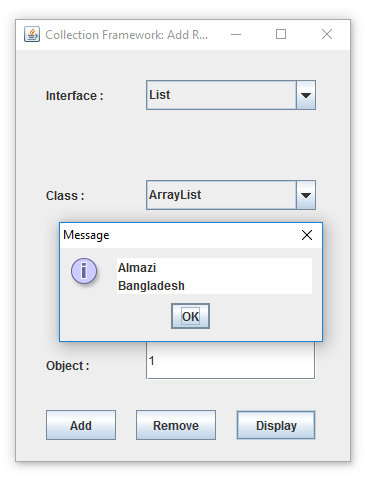 Collection Framework: Add R...
Interface :
List
Class :
ArrayList
Message
Almazi
Bangladesh
OK
Object :
1
Add
Remove
Display